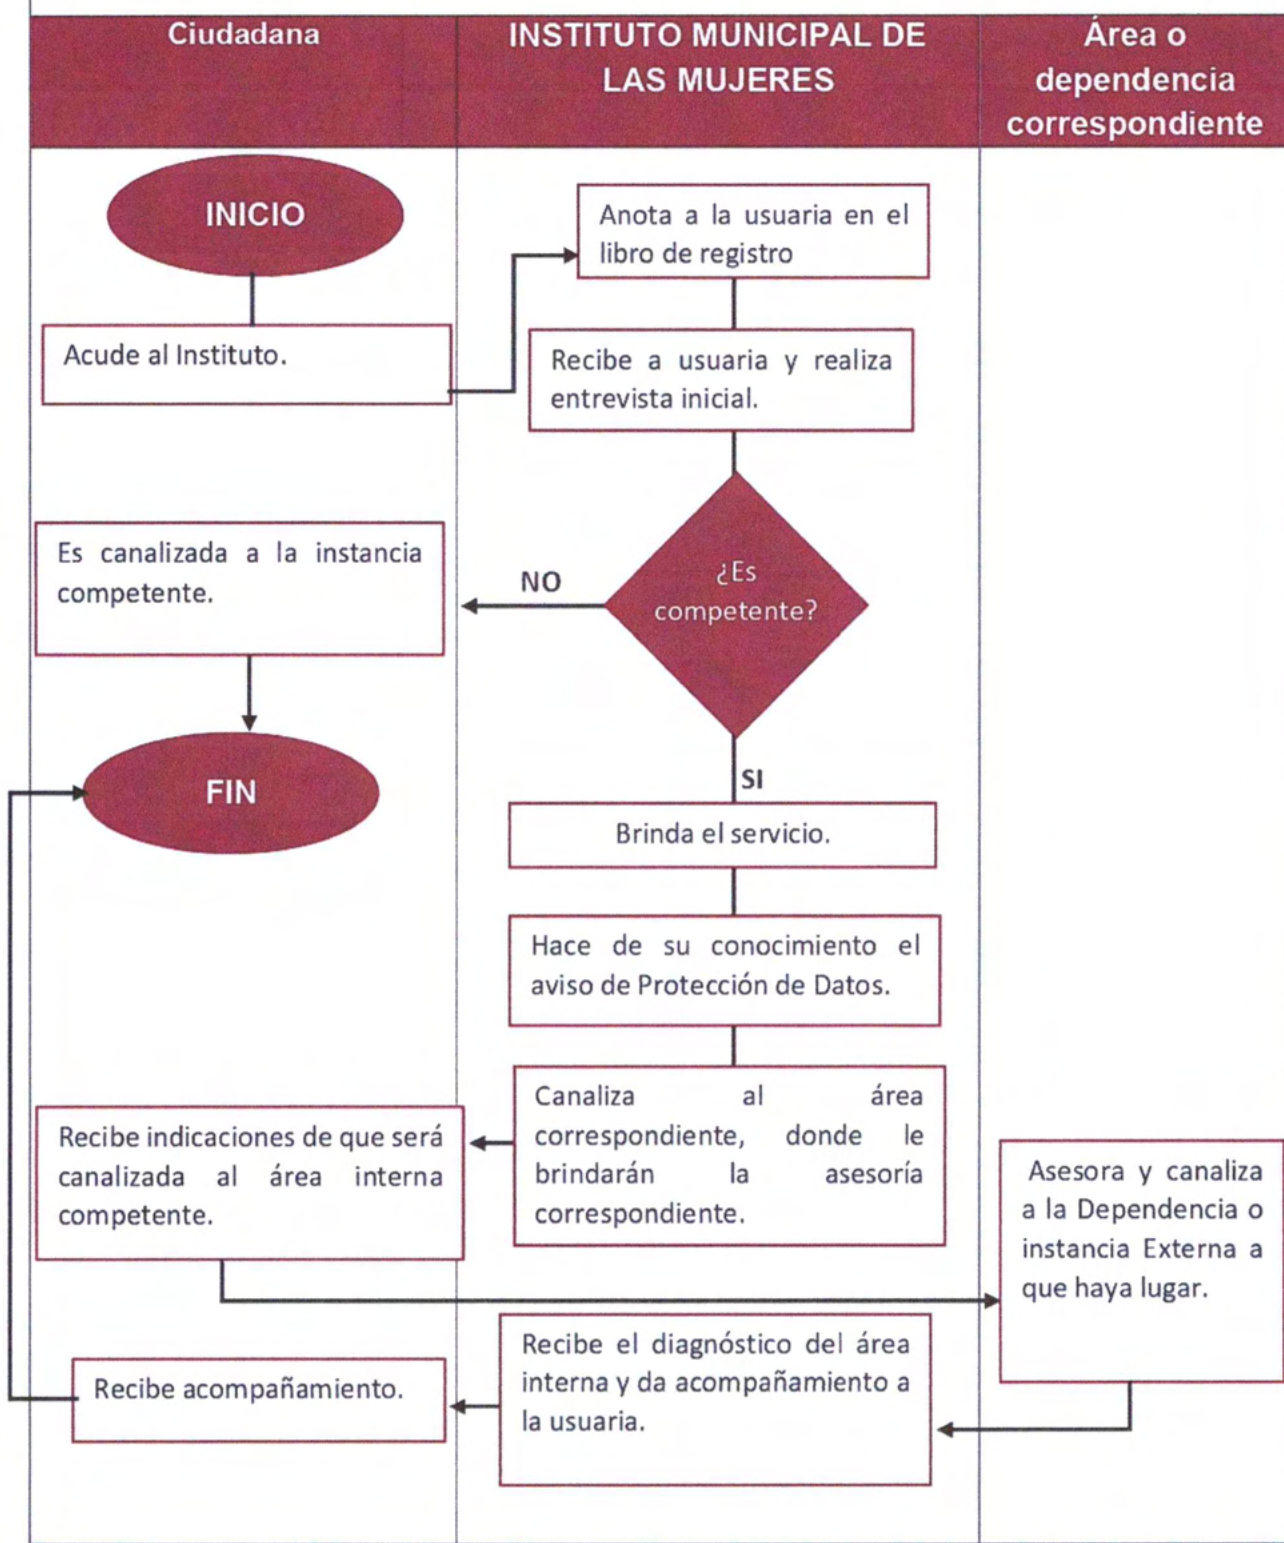 Ciudadana
INSTITUTO MUNICIPAL DE
LAS MUJERES
Área o
dependencia
correspondiente
INICIO
Acude al Instituto.
Anota a la usuaria en el
libro de registro
Recibe a usuaria y realiza
entrevista inicial.
¿Es
competente?
NO
Es canalizada a la instancia
competente.
FIN
SI
Brinda el servicio.
Hace de su conocimiento el
aviso de Protección de Datos.
Canaliza al área
correspondiente, donde le
brindarán la asesoría
correspondiente.
Recibe indicaciones de que será
canalizada al área interna
competente.
Asesora y canaliza
a la Dependencia o
instancia Externa a
que haya lugar.
Recibe el diagnóstico del área
interna y da acompañamiento a
la usuaria.
Recibe acompañamiento.